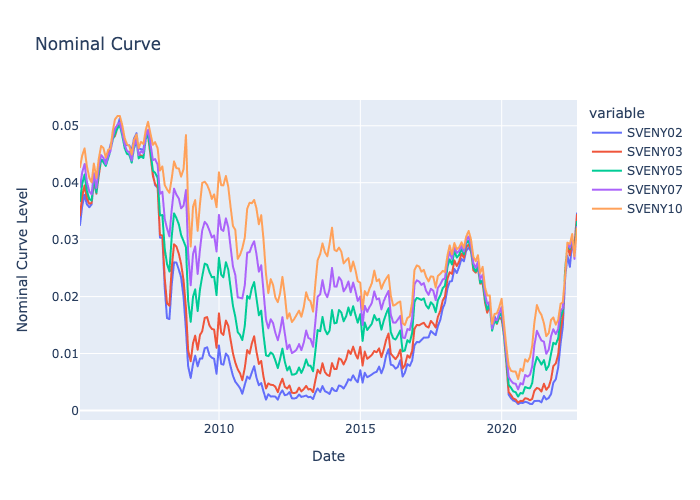 Nominal Curve
variable
SVENY02
SVENY03
SVENY05
SVENY07
SVENY10
Nominal Curve Level
0.05
0.04
0.03
0.02
0.01
0
2010
2015
2020
Date